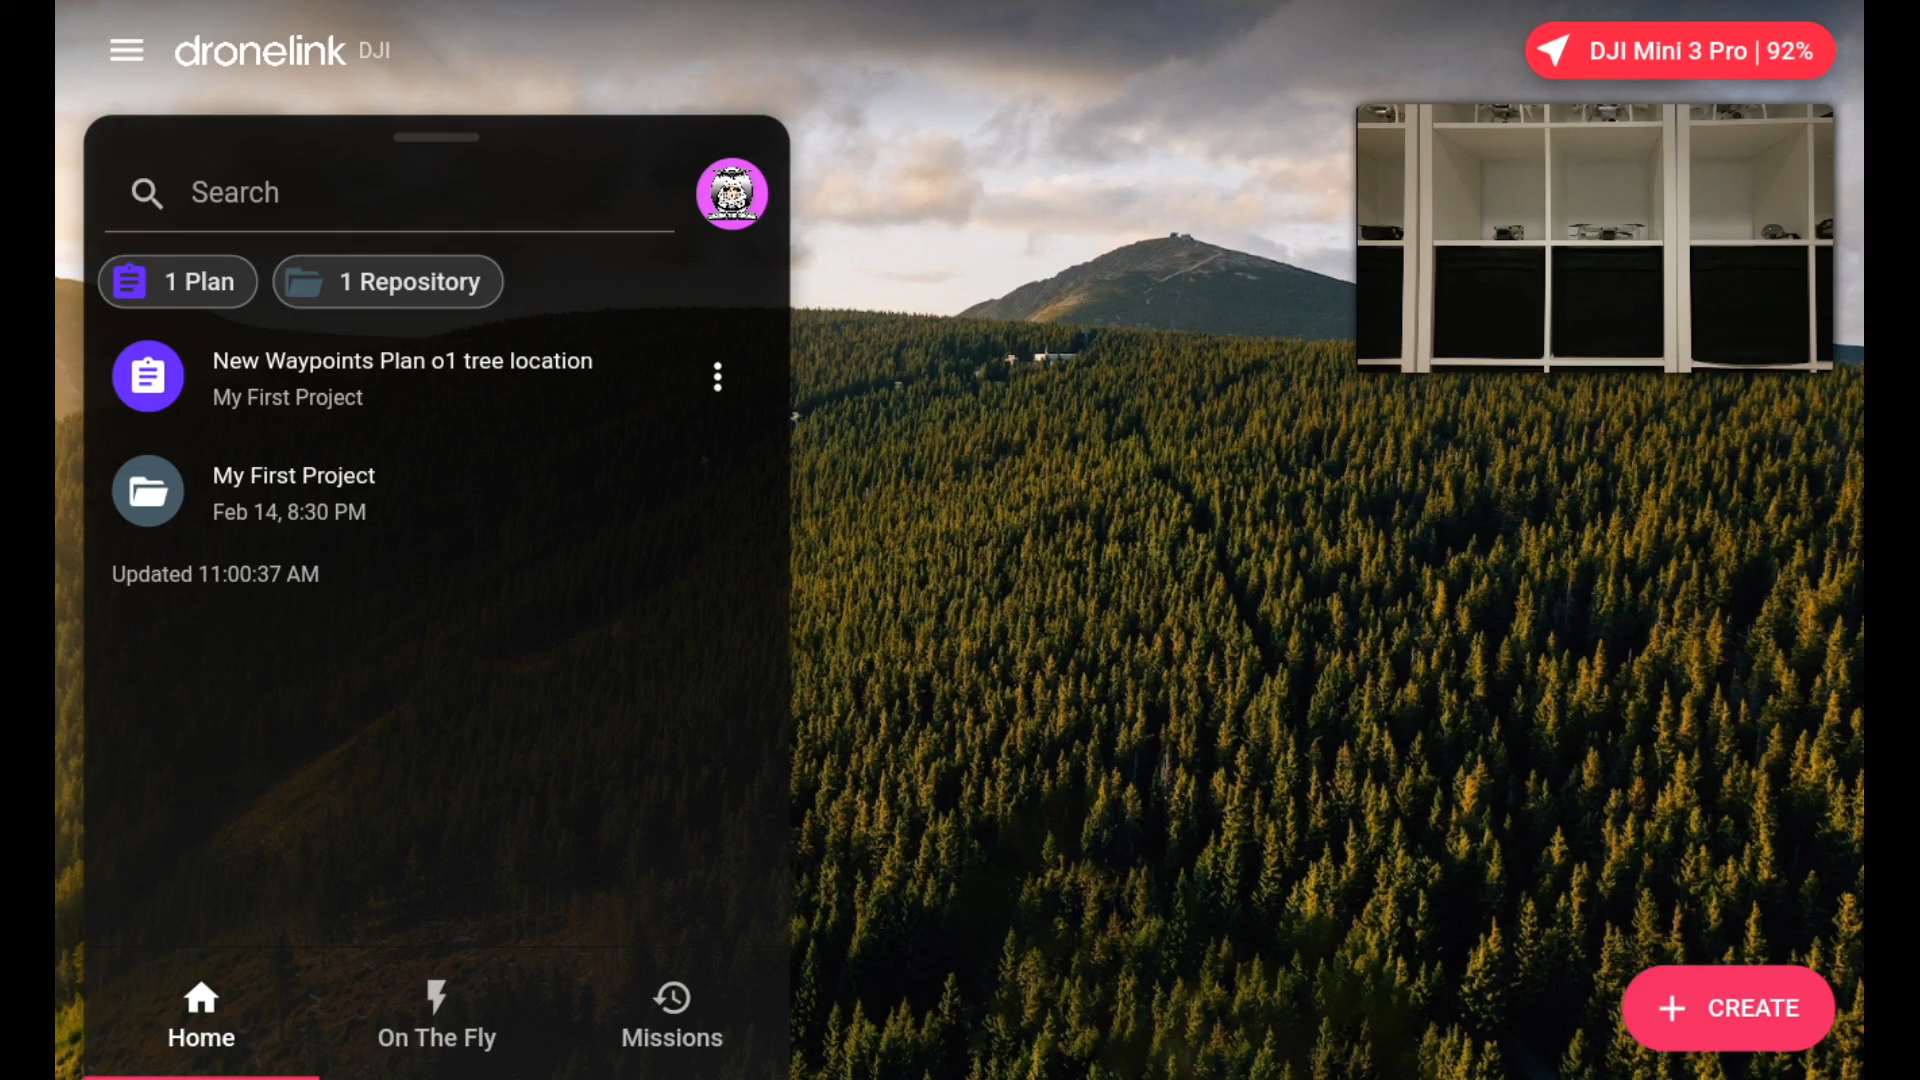 dronelink DJI
DJI Mini 3 Pro | 92%
Search
1 Plan
1 Repository
New Waypoints Plan o1 tree location
My First Project
My First Project
Feb 14, 8:30 PM
Updated 11:00:37 AM
Home
On The Fly
Missions
+ CREATE